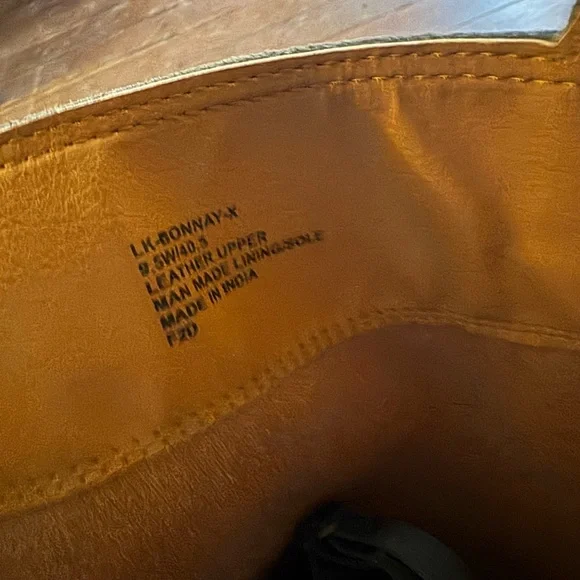 LK-BONNAY-X
9.5W/40.5
LEATHER UPPER
MAN MADE LINING/SOLE
MADE IN INDIA
F20